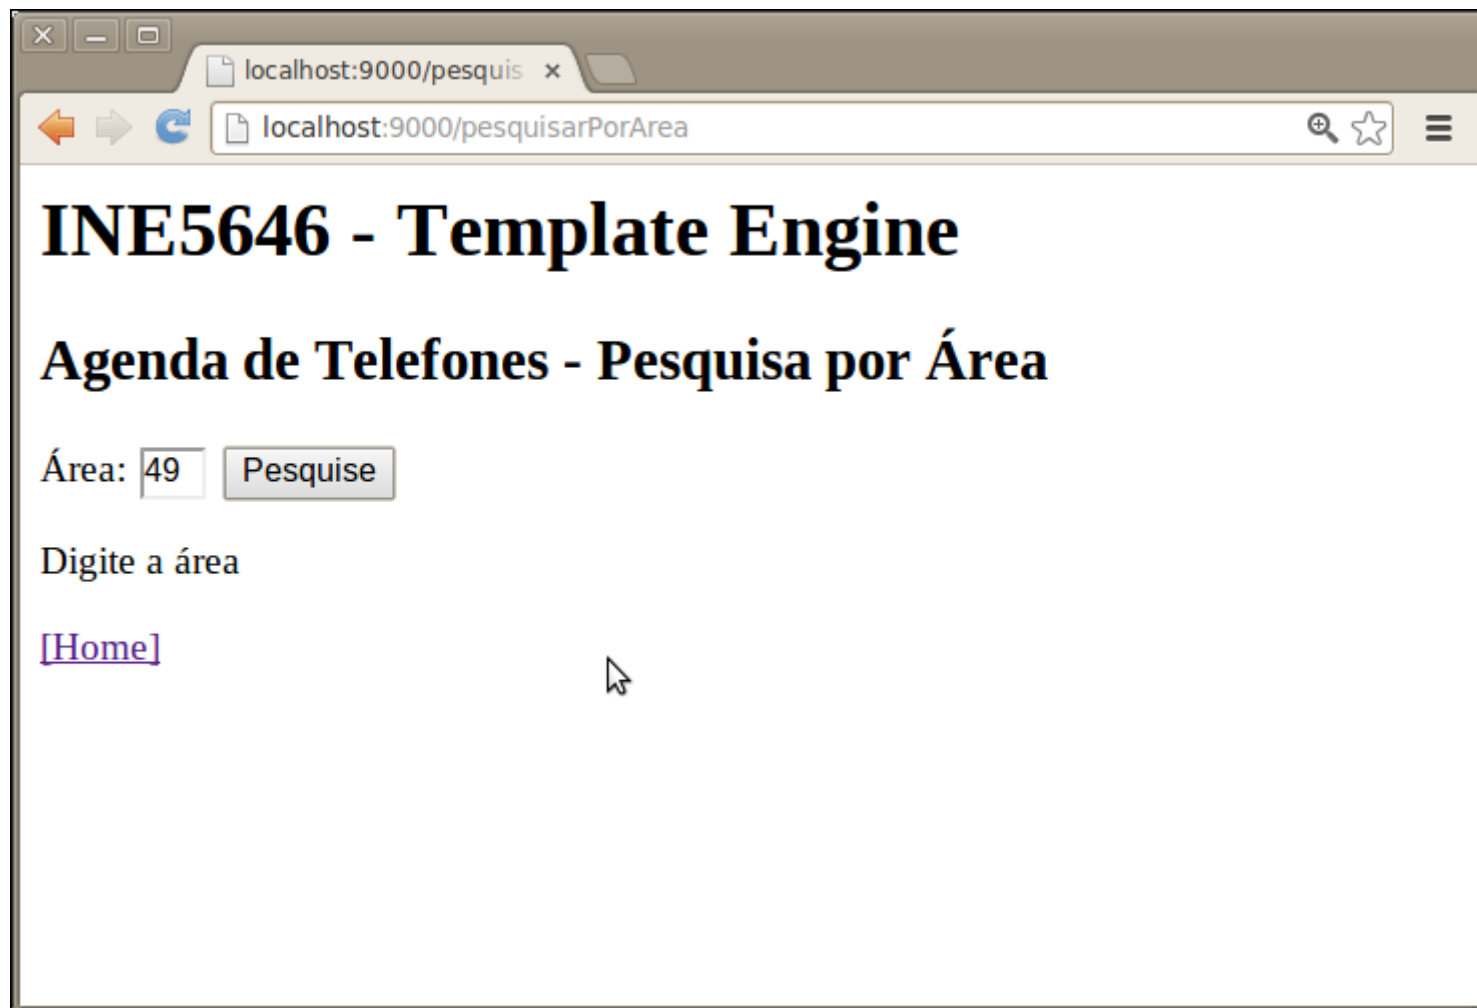 localhost:9000/pesquis
localhost:9000/pesquisarPorArea
INE5646 - Template Engine
Agenda de Telefones - Pesquisa por Área
Área: 49 Pesquise
Digite a área
[Home]